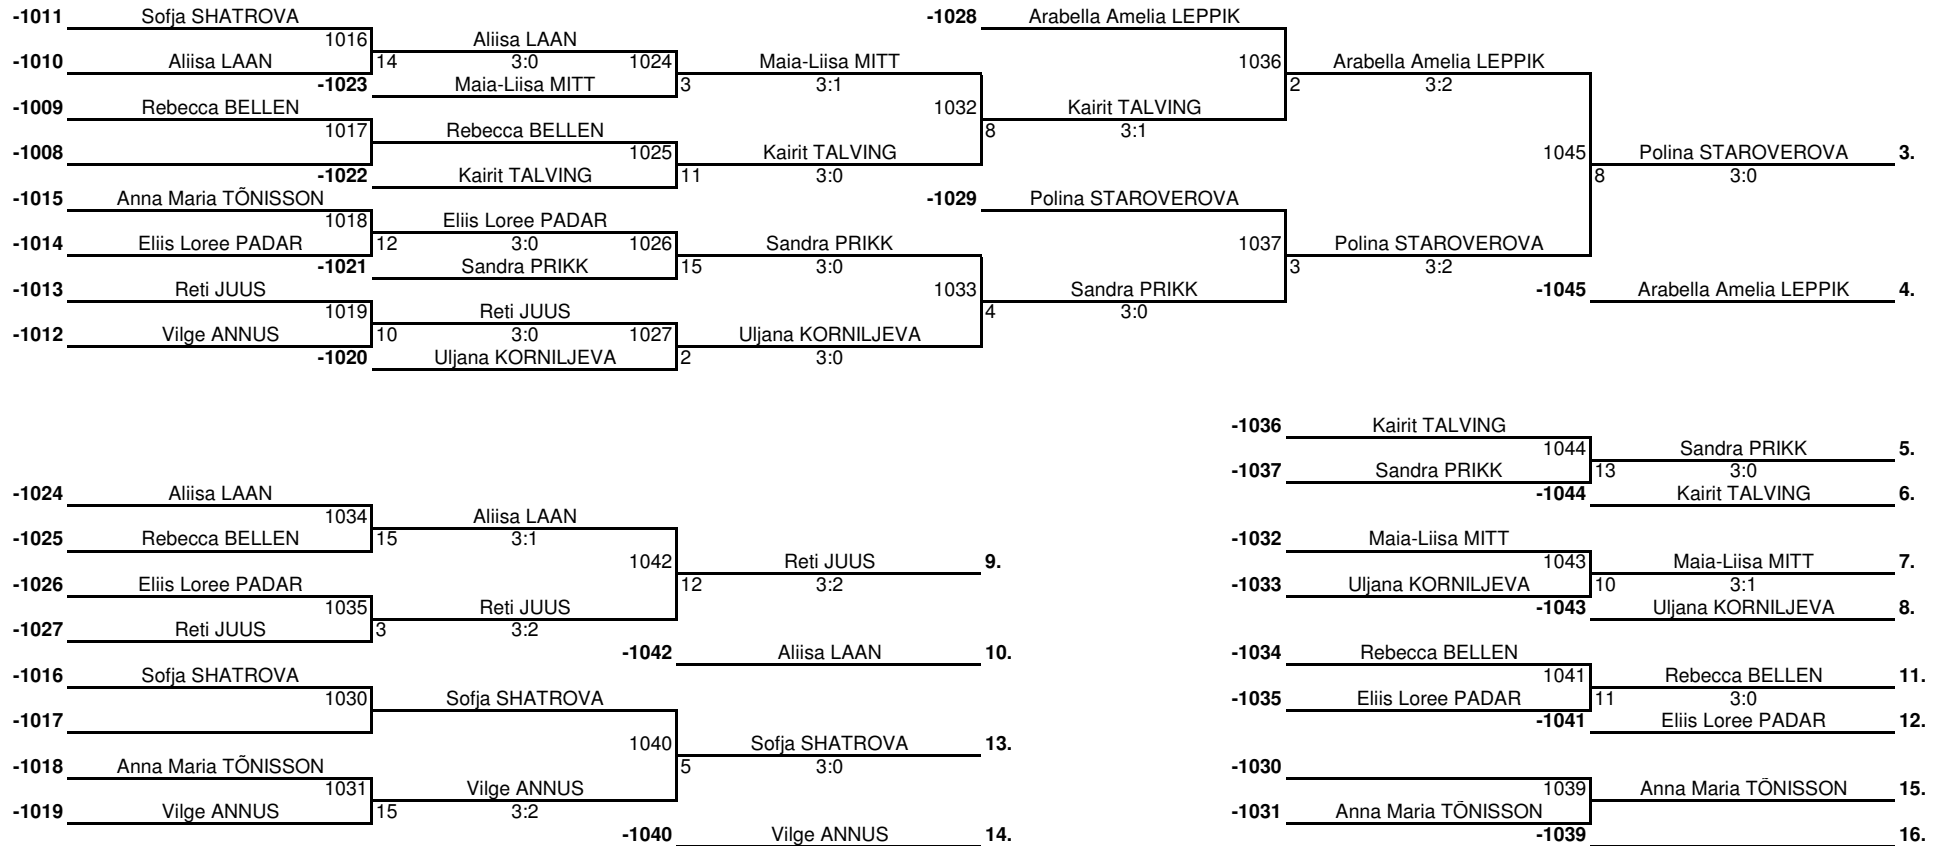 -1011 Sofja SHATROVA -1028 Arabella Amelia LEPPIK
1016 Aliisa LAAN
-1010 Aliisa LAAN 14 3:0 1024 Maia-Liisa MITT 1036 Arabella Amelia LEPPIK
-1023 Maia-Liisa MITT 3 3:1 2 3:2
-1009 Rebecca BELLEN 1032 Kairit TALVING
1017 Rebecca BELLEN 8 3:1
-1008 1025 Kairit TALVING 1045 Polina STAROVEROVA 3.
-1022 Kairit TALVING 11 3:0 8 3:0
-1015 Anna Maria TÕNISSON -1029 Polina STAROVEROVA
1018 Eliis Loree PADAR
-1014 Eliis Loree PADAR 12 3:0 1026 Sandra PRIKK 1037 Polina STAROVEROVA
-1021 Sandra PRIKK 15 3:0 3 3:2
-1013 Reti JUUS 1033 Sandra PRIKK -1045 Arabella Amelia LEPPIK 4.
1019 Reti JUUS 4 3:0
-1012 Vilge ANNUS 10 3:0 1027 Uljana KORNILJEVA
-1020 Uljana KORNILJEVA 2 3:0
-1036 Kairit TALVING
1044 Sandra PRIKK 5.
-1037 Sandra PRIKK 13 3:0
-1024 Aliisa LAAN -1044 Kairit TALVING 6.
1034 Aliisa LAAN
-1025 Rebecca BELLEN 15 3:1 -1032 Maia-Liisa MITT
1042 Reti JUUS 9. 1043 Maia-Liisa MITT 7.
-1026 Eliis Loree PADAR 12 3:2 -1033 Uljana KORNILJEVA 10 3:1
1035 Reti JUUS -1043 Uljana KORNILJEVA 8.
-1027 Reti JUUS 3 3:2
-1042 Aliisa LAAN 10. -1034 Rebecca BELLEN
-1016 Sofja SHATROVA 1041 Rebecca BELLEN 11.
1030 Sofja SHATROVA -1035 Eliis Loree PADAR 11 3:0
-1017 -1041 Eliis Loree PADAR 12.
1040 Sofja SHATROVA 13.
-1018 Anna Maria TÕNISSON 5 3:0 -1030
1031 Vilge ANNUS 1039 Anna Maria TÕNISSON 15.
-1019 Vilge ANNUS 15 3:2 -1031 Anna Maria TÕNISSON
-1040 Vilge ANNUS 14. -1039 16.